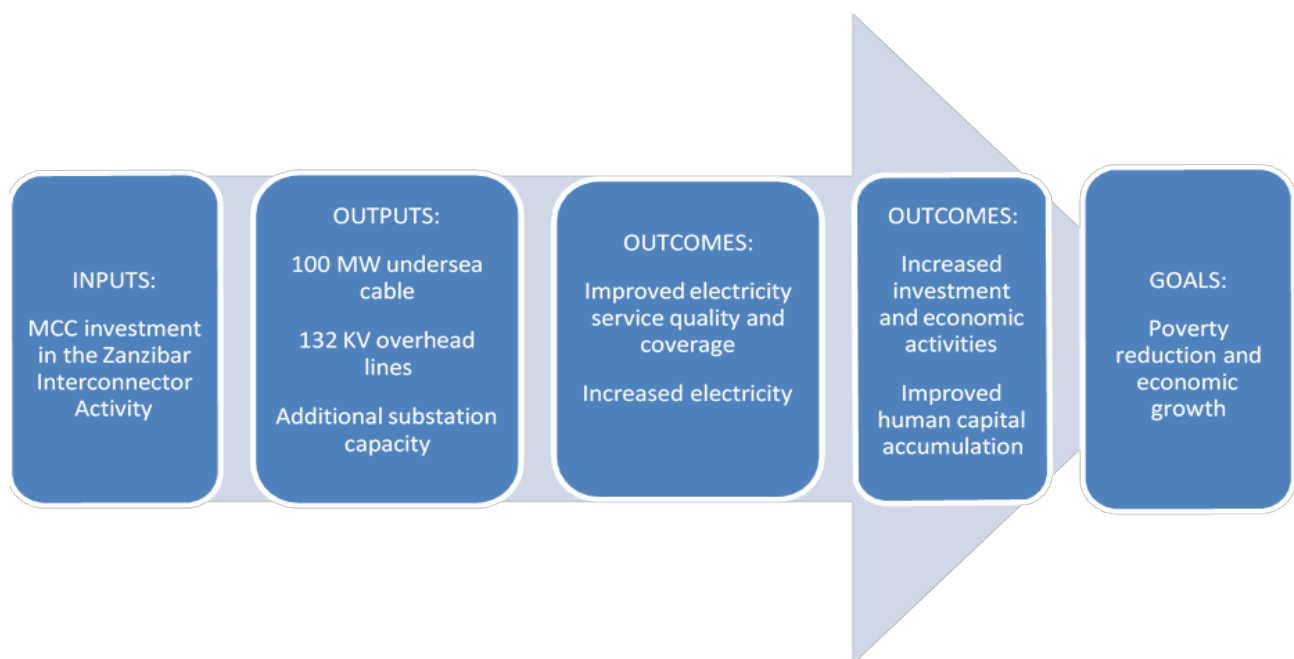 INPUTS:
MCC investment
in the Zanzibar
Interconnector
Activity
OUTPUTS:
100 MW undersea
cable
132 KV overhead
lines
Additional substation
capacity
OUTCOMES:
Improved electricity
service quality and
coverage
Increased electricity
OUTCOMES:
Increased
investment
and economic
activities
Improved
human capital
accumulation
GOALS:
Poverty
reduction and
economic
growth